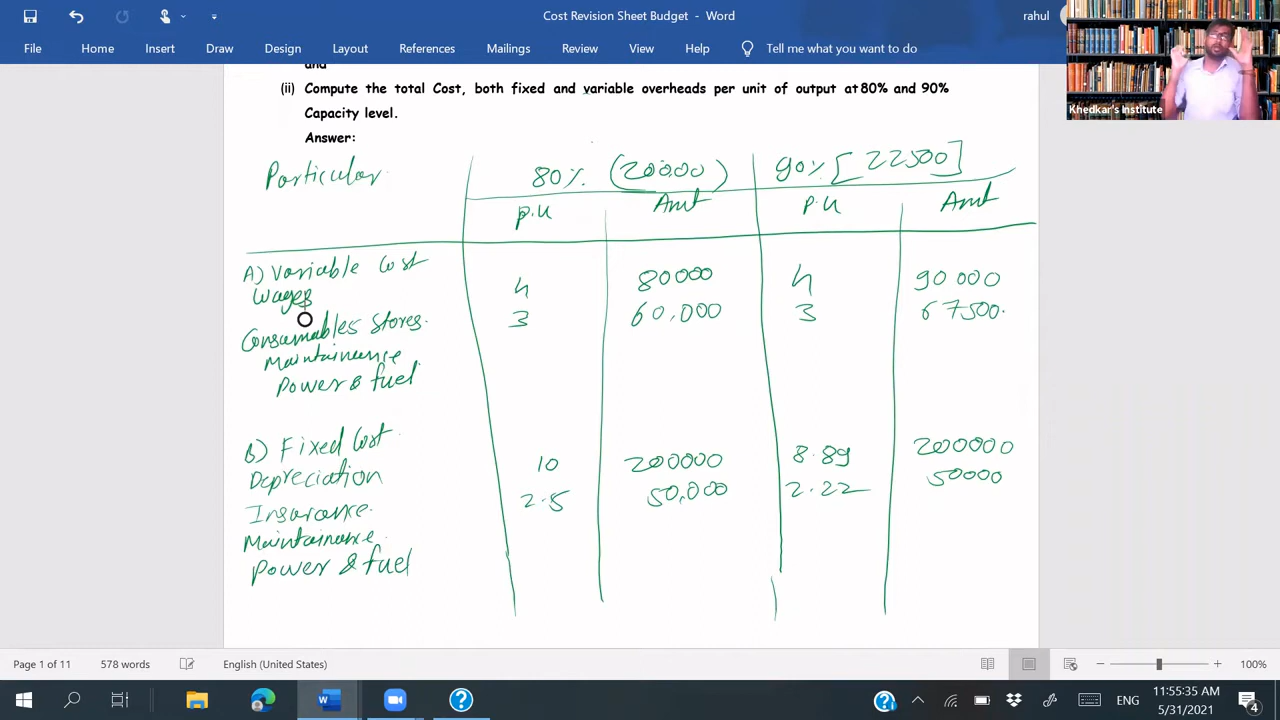 Cost Revision Sheet Budget - Word
rahul
File Home Insert Draw Design Layout References Mailings Review View Help Tell me what you want to do
Khedkar's Institute
and
(ii) Compute the total Cost, both fixed and variable overheads per unit of output at 80% and 90%
Capacity level.
Answer:
Particular 80% (20000) 90% [22500]
P.U Amt P.U Amt
A) Variable Cost
Wages 4 80000 4 90000
Consumables Stores. 3 60,000 3 67500.
Maintainence
Power & fuel
B) Fixed Cost
Depreciation 10 200000 8.89 200000
Insurance. 2.5 50,000 2.22 50000
Maintainence
Power & fuel
Page 1 of 11 578 words English (United States) 100%
ENG 11:55:35 AM
5/31/2021
4